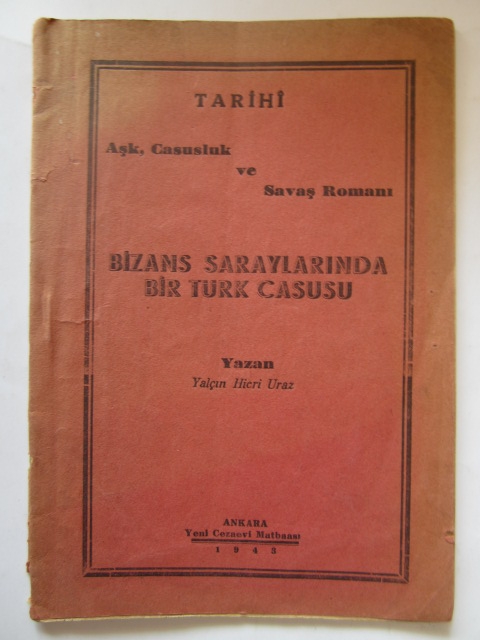 TARİHÎ
Aşk, Casusluk
ve
Savaş Romanı
BİZANS SARAYLARINDA
BİR TÜRK CASUSU
Yazan
Yalçın Hicri Uraz
ANKARA
Yeni Cezaevi Matbaası
1943